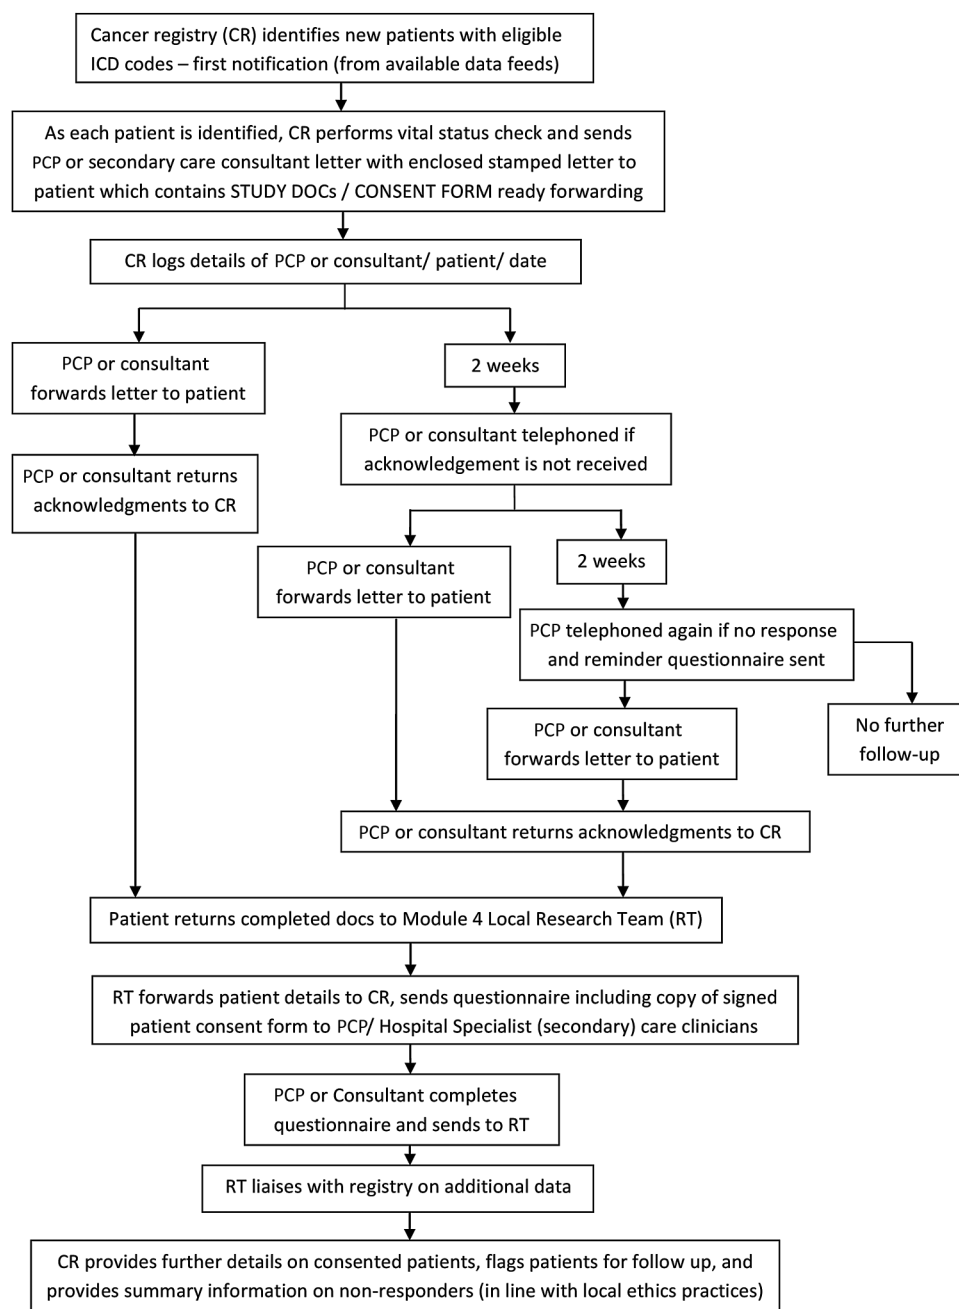 Cancer registry (CR) identifies new patients with eligible
ICD codes – first notification (from available data feeds)
As each patient is identified, CR performs vital status check and sends
PCP or secondary care consultant letter with enclosed stamped letter to
patient which contains STUDY DOCs / CONSENT FORM ready forwarding
CR logs details of PCP or consultant/ patient/ date
PCP or consultant
forwards letter to patient
2 weeks
PCP or consultant telephoned if
acknowledgement is not received
PCP or consultant returns
acknowledgments to CR
PCP or consultant
forwards letter to patient
2 weeks
PCP telephoned again if no response
and reminder questionnaire sent
No further
follow-up
PCP or consultant
forwards letter to patient
PCP or consultant returns acknowledgments to CR
Patient returns completed docs to Module 4 Local Research Team (RT)
RT forwards patient details to CR, sends questionnaire including copy of signed
patient consent form to PCP/ Hospital Specialist (secondary) care clinicians
PCP or Consultant completes
questionnaire and sends to RT
RT liaises with registry on additional data
CR provides further details on consented patients, flags patients for follow up, and
provides summary information on non-responders (in line with local ethics practices)